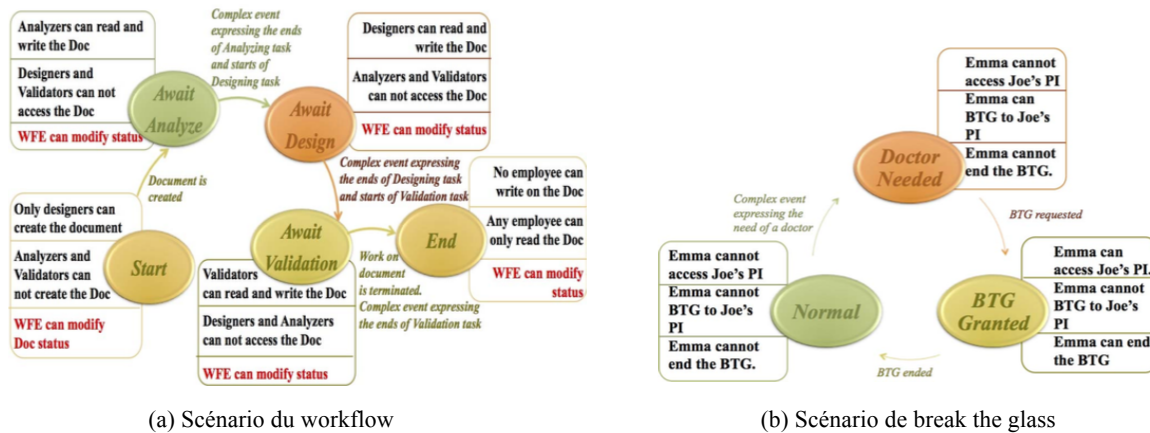 Analyzers can read and
write the Doc
Designers and
Validators can not
access the Doc
WFE can modify status
Await
Analyze
Complex event
expressing the ends
of Analyzing task
and starts of
Designing task
Designers can read and
write the Doc
Analyzers and Validators
can not access the Doc
WFE can modify status
Await
Design
Document is
created
Only designers can
create the document
Analyzers and
Validators can
not create the Doc
WFE can modify
Doc status
Start
Complex event expressing
the ends of Designing task
and starts of Validation task
Await
Validation
Validators
can read and write the Doc
Designers and Analyzers
can not access the Doc
WFE can modify status
Work on
document
is terminated.
Complex event expressing
the ends of Validation task
End
No employee can
write on the Doc
Any employee can
only read the Doc
WFE can modify
status
(a) Scénario du workflow
Emma cannot
access Joe's PI
Emma can
BTG to Joe's
PI
Emma cannot
end the BTG.
Doctor
Needed
Complex event
expressing the
need of a doctor
BTG requested
Emma cannot
access Joe's PI
Emma cannot
BTG to Joe's
PI
Emma cannot
end the BTG.
Normal
BTG ended
BTG
Granted
Emma can
access Joe's PI.
Emma cannot
BTG to Joe's
PI
Emma can end
the BTG
(b) Scénario de break the glass